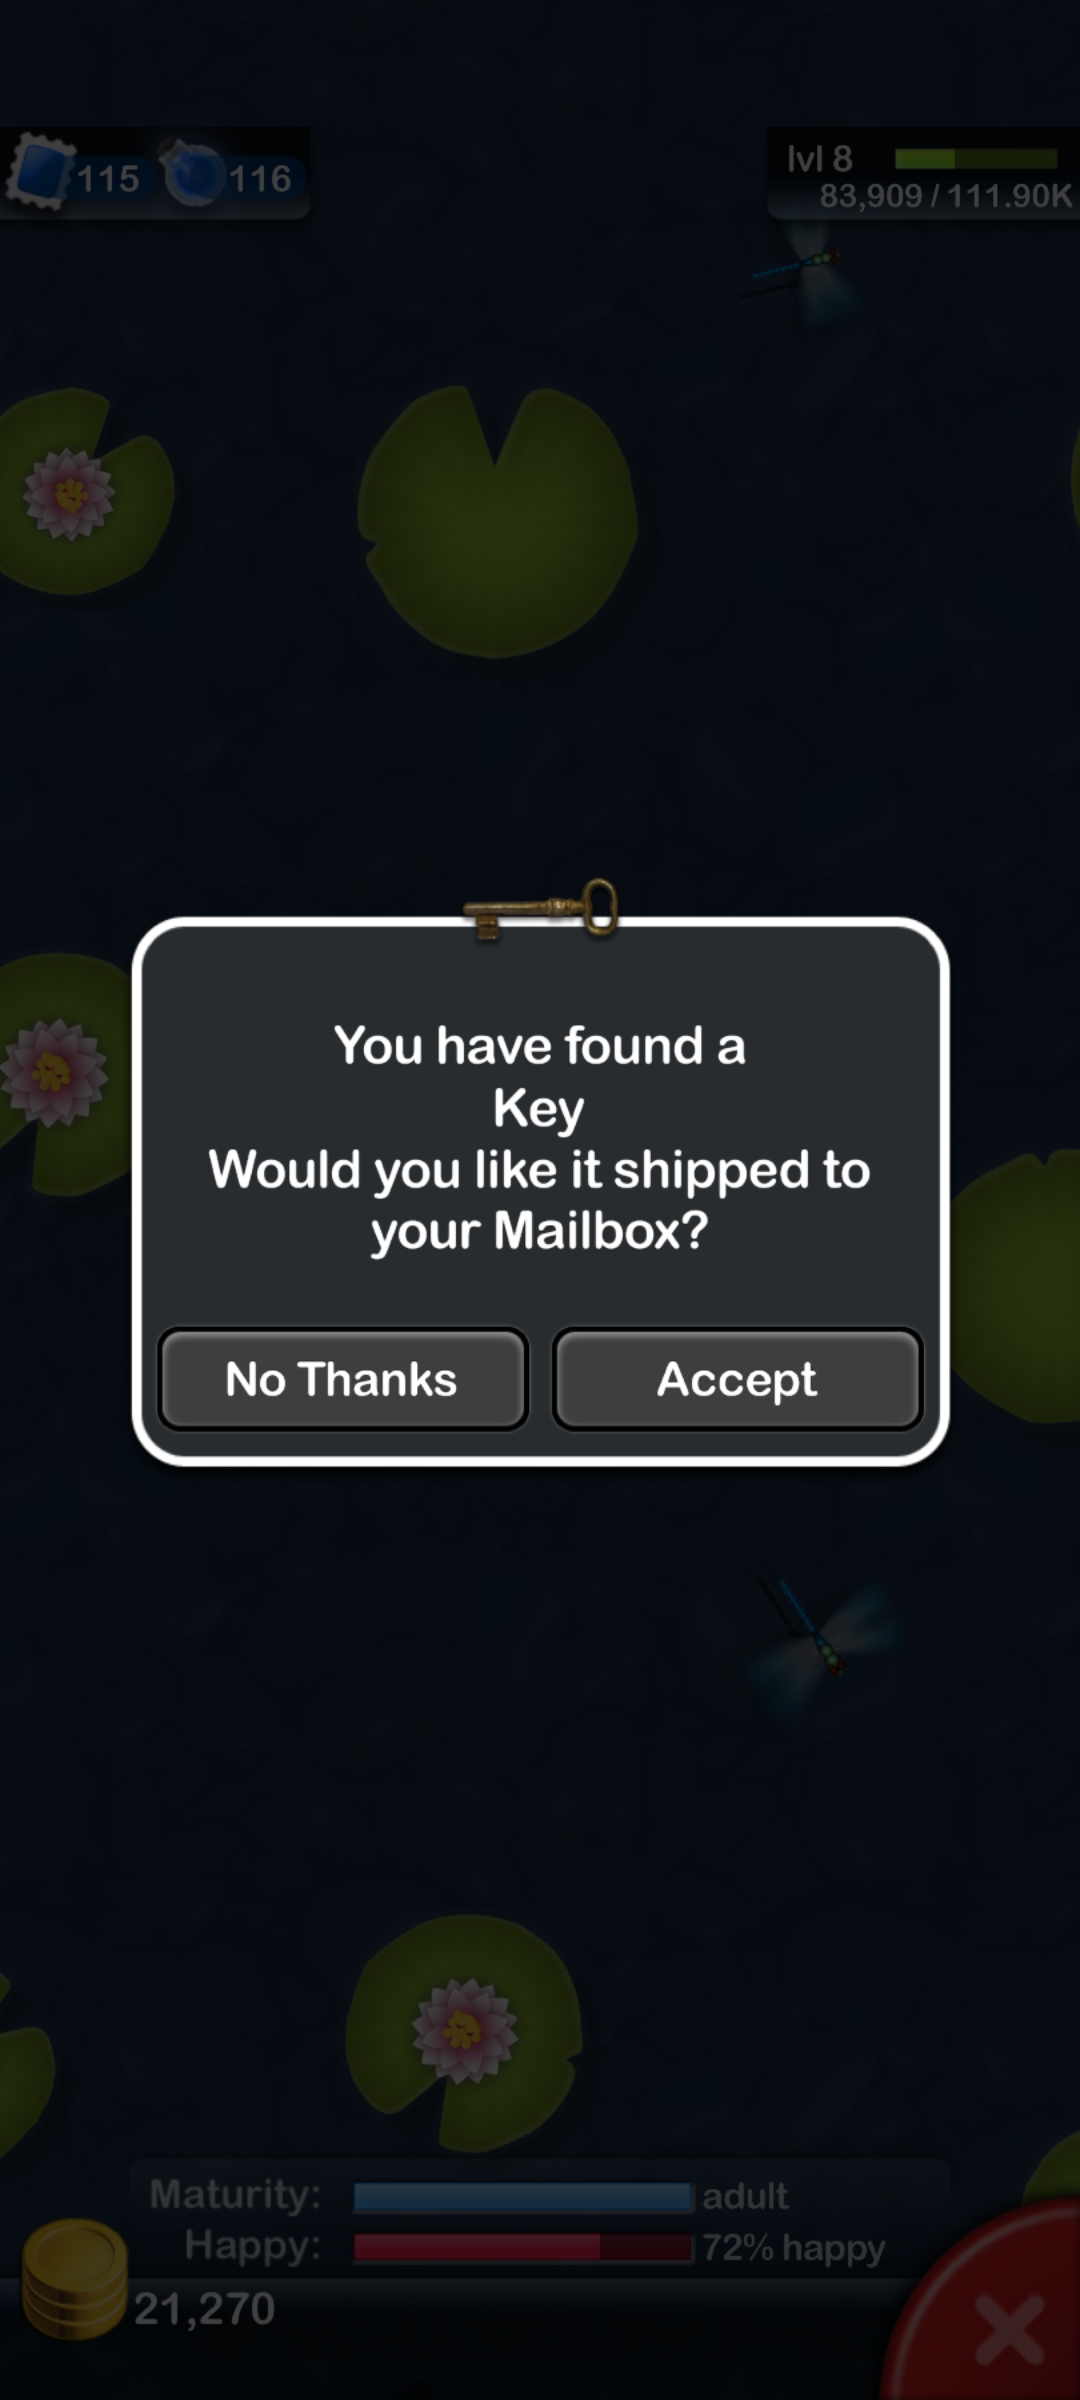 115 116
lvl 8
83,909 / 111.90K
You have found a
Key
Would you like it shipped to
your Mailbox?
No Thanks Accept
Maturity: adult
Happy: 72% happy
21,270